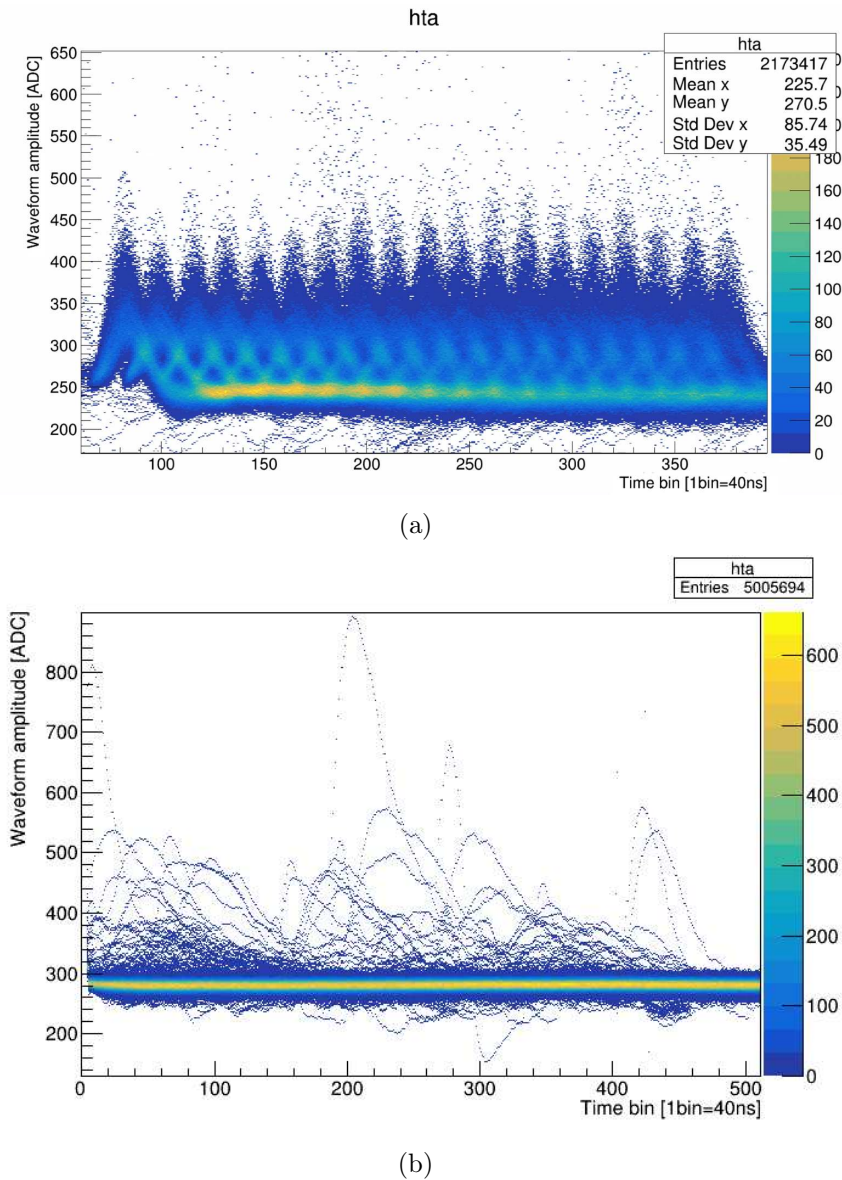 hta
hta
Entries 2173417
Mean x 225.7
Mean y 270.5
Std Dev x 85.74
Std Dev y 35.49
Waveform amplitude [ADC]
650
600
550
500
450
400
350
300
250
200
180
160
140
120
100
80
60
40
20
0
100 150 200 250 300 350
Time bin [1bin=40ns]
(a)
hta
Entries 5005694
Waveform amplitude [ADC]
800
700
600
500
400
300
200
600
500
400
300
200
100
0
0 100 200 300 400 500
Time bin [1bin=40ns]
(b)